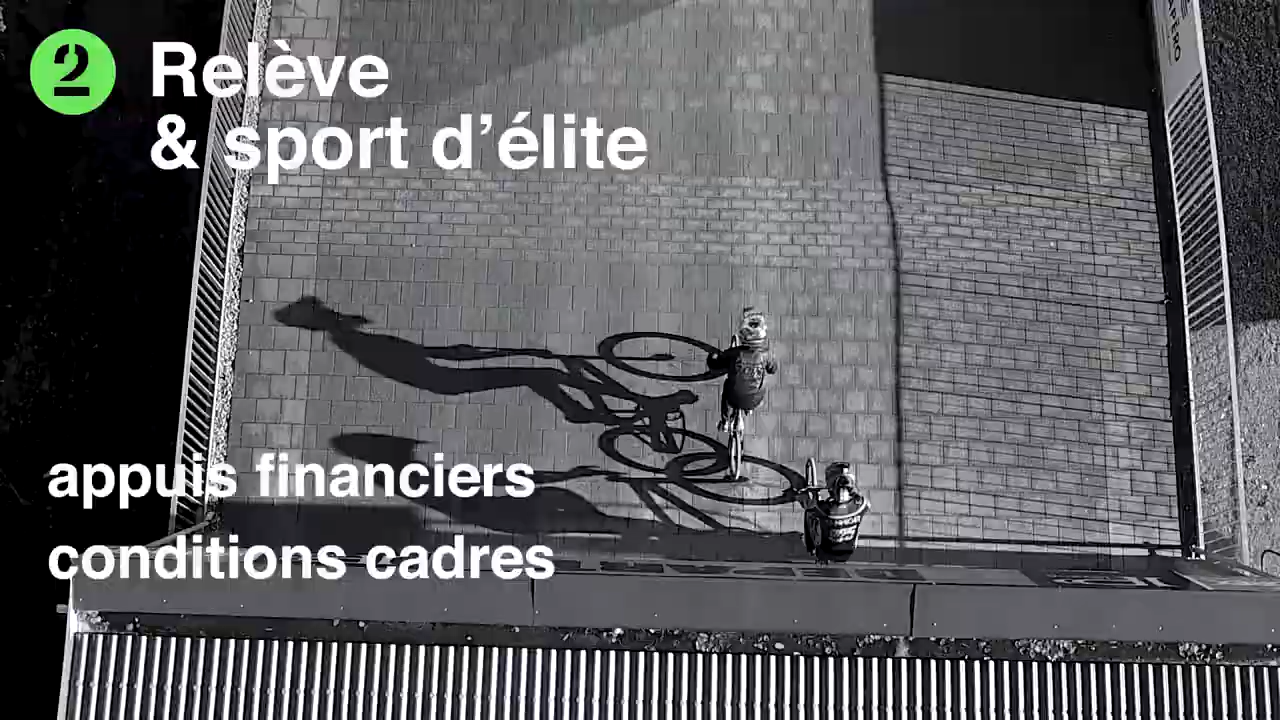 2 Relève
& sport d’élite
appuis financiers
conditions cadres